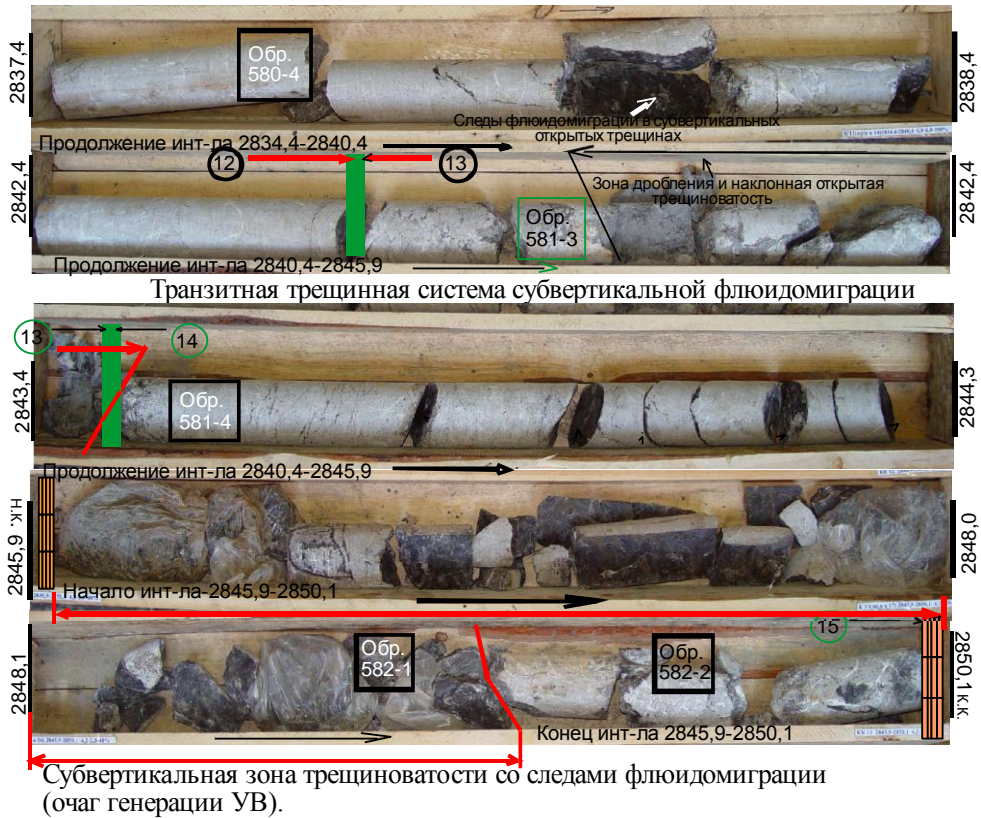 2837,4
Обр.
580-4
2838,4
Следы флюидомиграции в субвертикальных
открытых трещинах
Продолжение инт-ла 2834,4-2840,4
12
13
2842,4
Зона дробления и наклонная открытая
трещиноватость
2842,4
Обр.
581-3
Продолжение инт-ла 2840,4-2845,9
Транзитная трещинная система субвертикальной флюидомиграции
13
14
2843,4
Обр.
581-4
2844,3
Продолжение инт-ла 2840,4-2845,9
2845,9 н.к.
2848,0
Начало инт-ла-2845,9-2850,1
15
2848,1
Обр.
582-1
Обр.
582-2
2850,1к.к.
Конец инт-ла 2845,9-2850,1
Субвертикальная зона трещиноватости со следами флюидомиграции
(очаг генерации УВ).